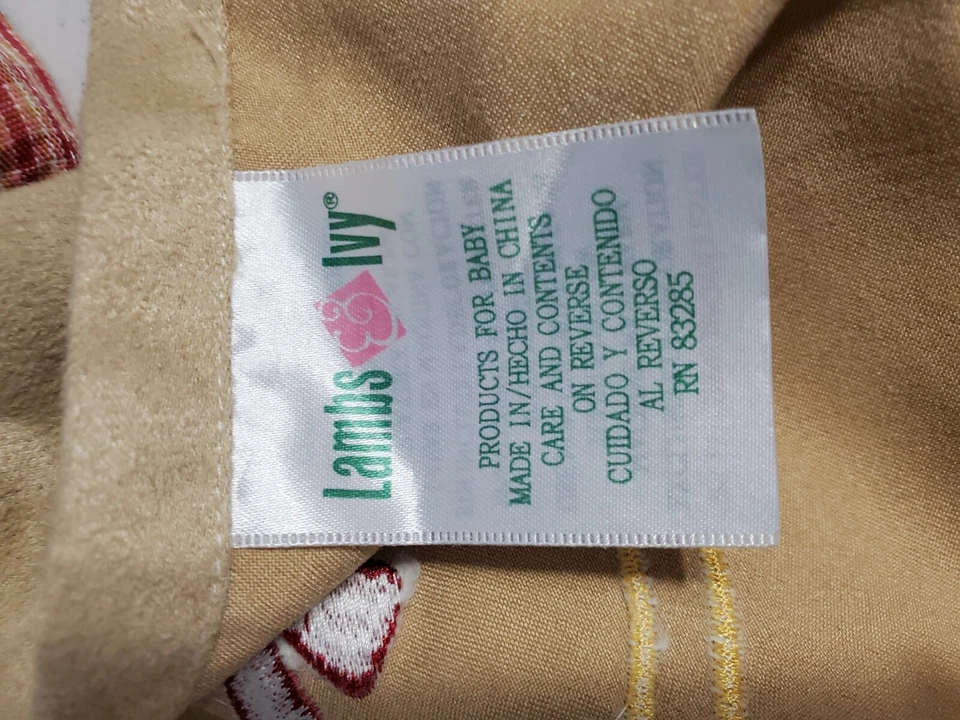 Lambs & Ivy®
PRODUCTS FOR BABY
MADE IN/HECHO IN CHINA
CARE AND CONTENTS
ON REVERSE
CUIDADO Y CONTENIDO
AL REVERSO
RN 83285